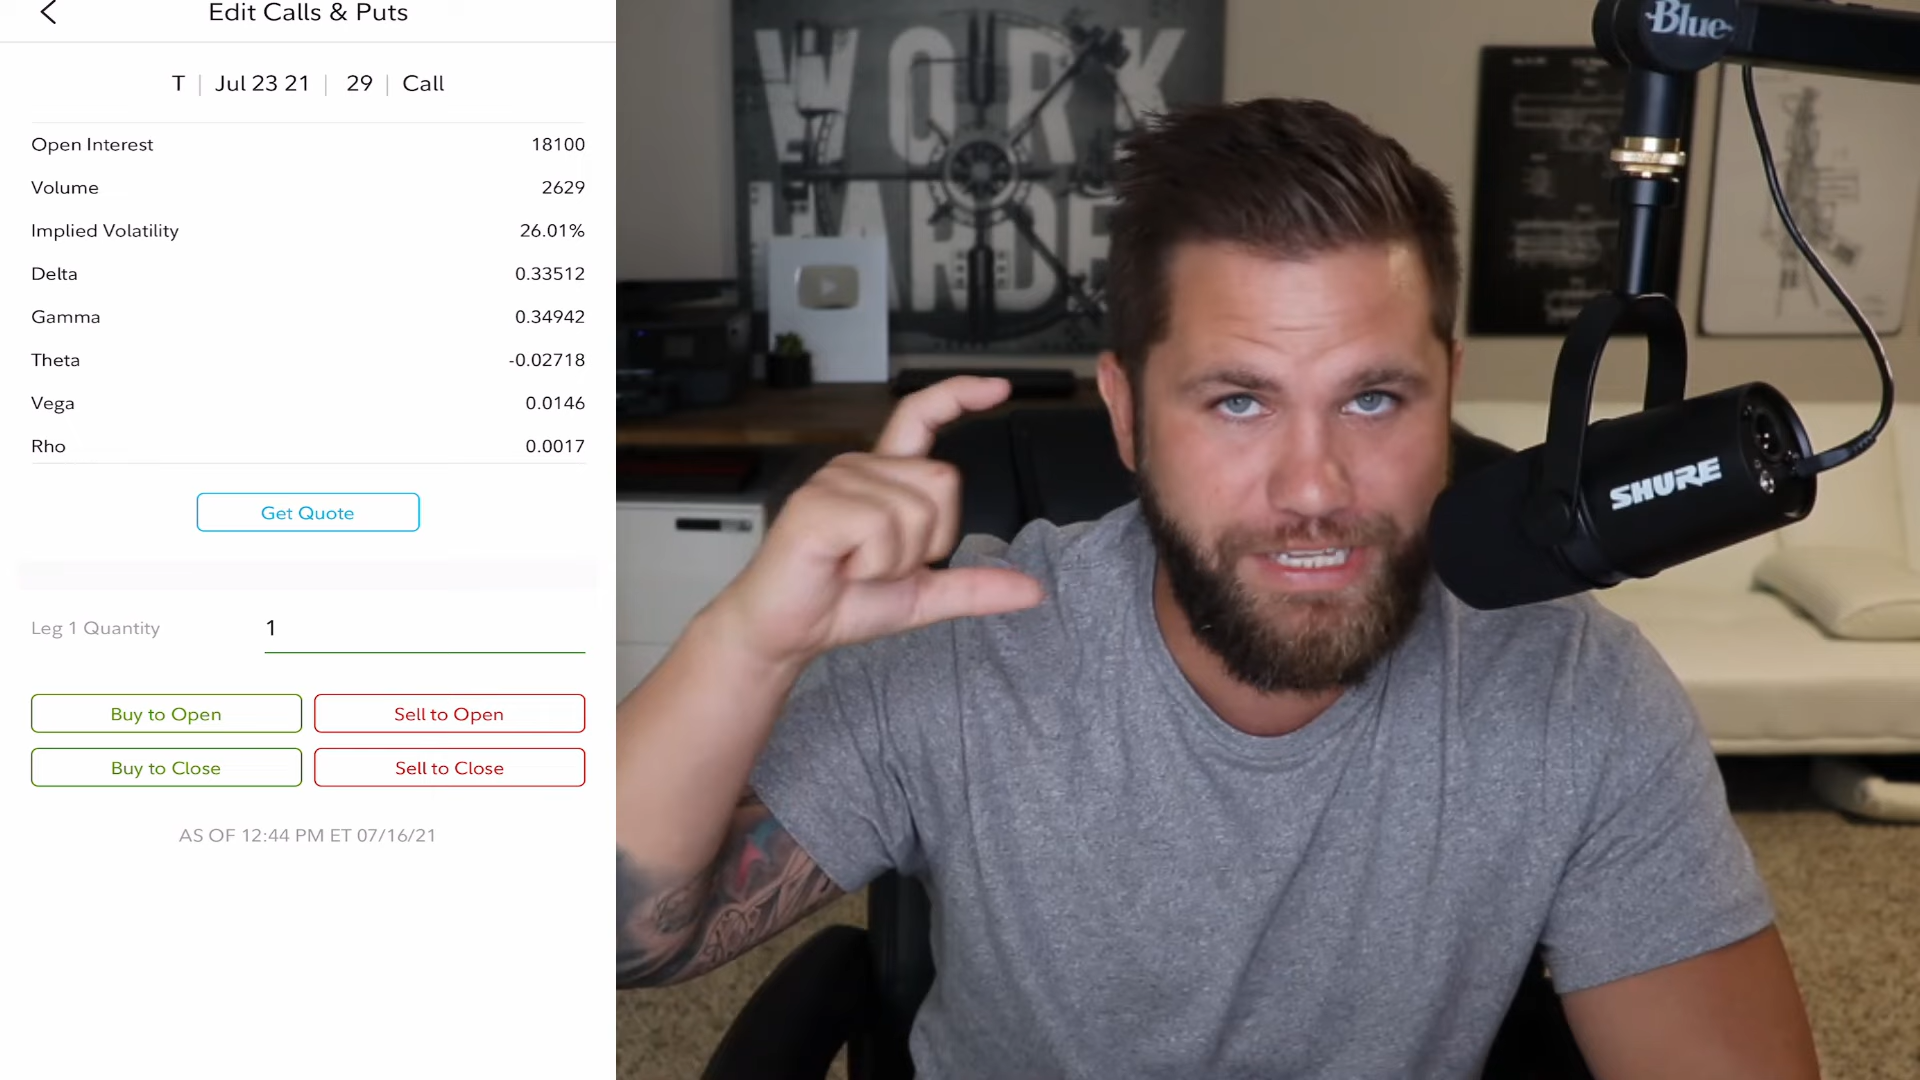 Edit Calls & Puts
T | Jul 23 21 | 29 | Call
Open Interest 18100
Volume 2629
Implied Volatility 26.01%
Delta 0.33512
Gamma 0.34942
Theta -0.02718
Vega 0.0146
Rho 0.0017
Get Quote
Leg 1 Quantity 1
Buy to Open Sell to Open
Buy to Close Sell to Close
AS OF 12:44 PM ET 07/16/21
WORK
HARDE
Blue
SHURE